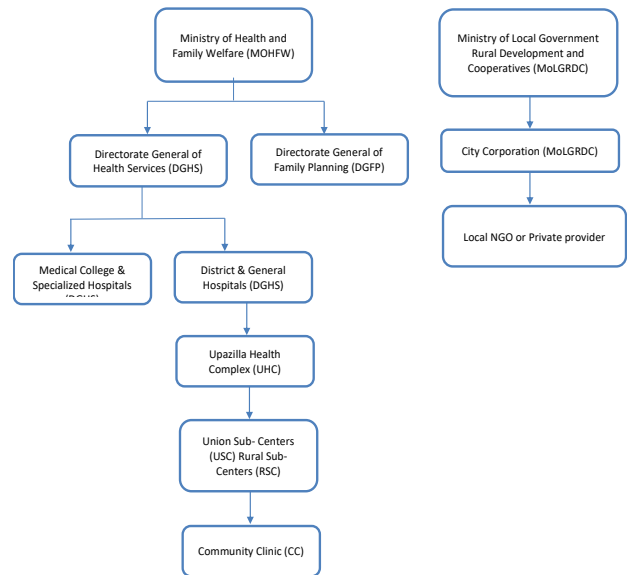 Ministry of Health and
Family Welfare (MOHFW)
Ministry of Local Government
Rural Development and
Cooperatives (MoLGRDC)
Directorate General of
Health Services (DGHS)
Directorate General of
Family Planning (DGFP)
City Corporation (MoLGRDC)
Local NGO or Private provider
Medical College &
Specialized Hospitals
(DGHS)
District & General
Hospitals (DGHS)
Upazilla Health
Complex (UHC)
Union Sub- Centers
(USC) Rural Sub-
Centers (RSC)
Community Clinic (CC)